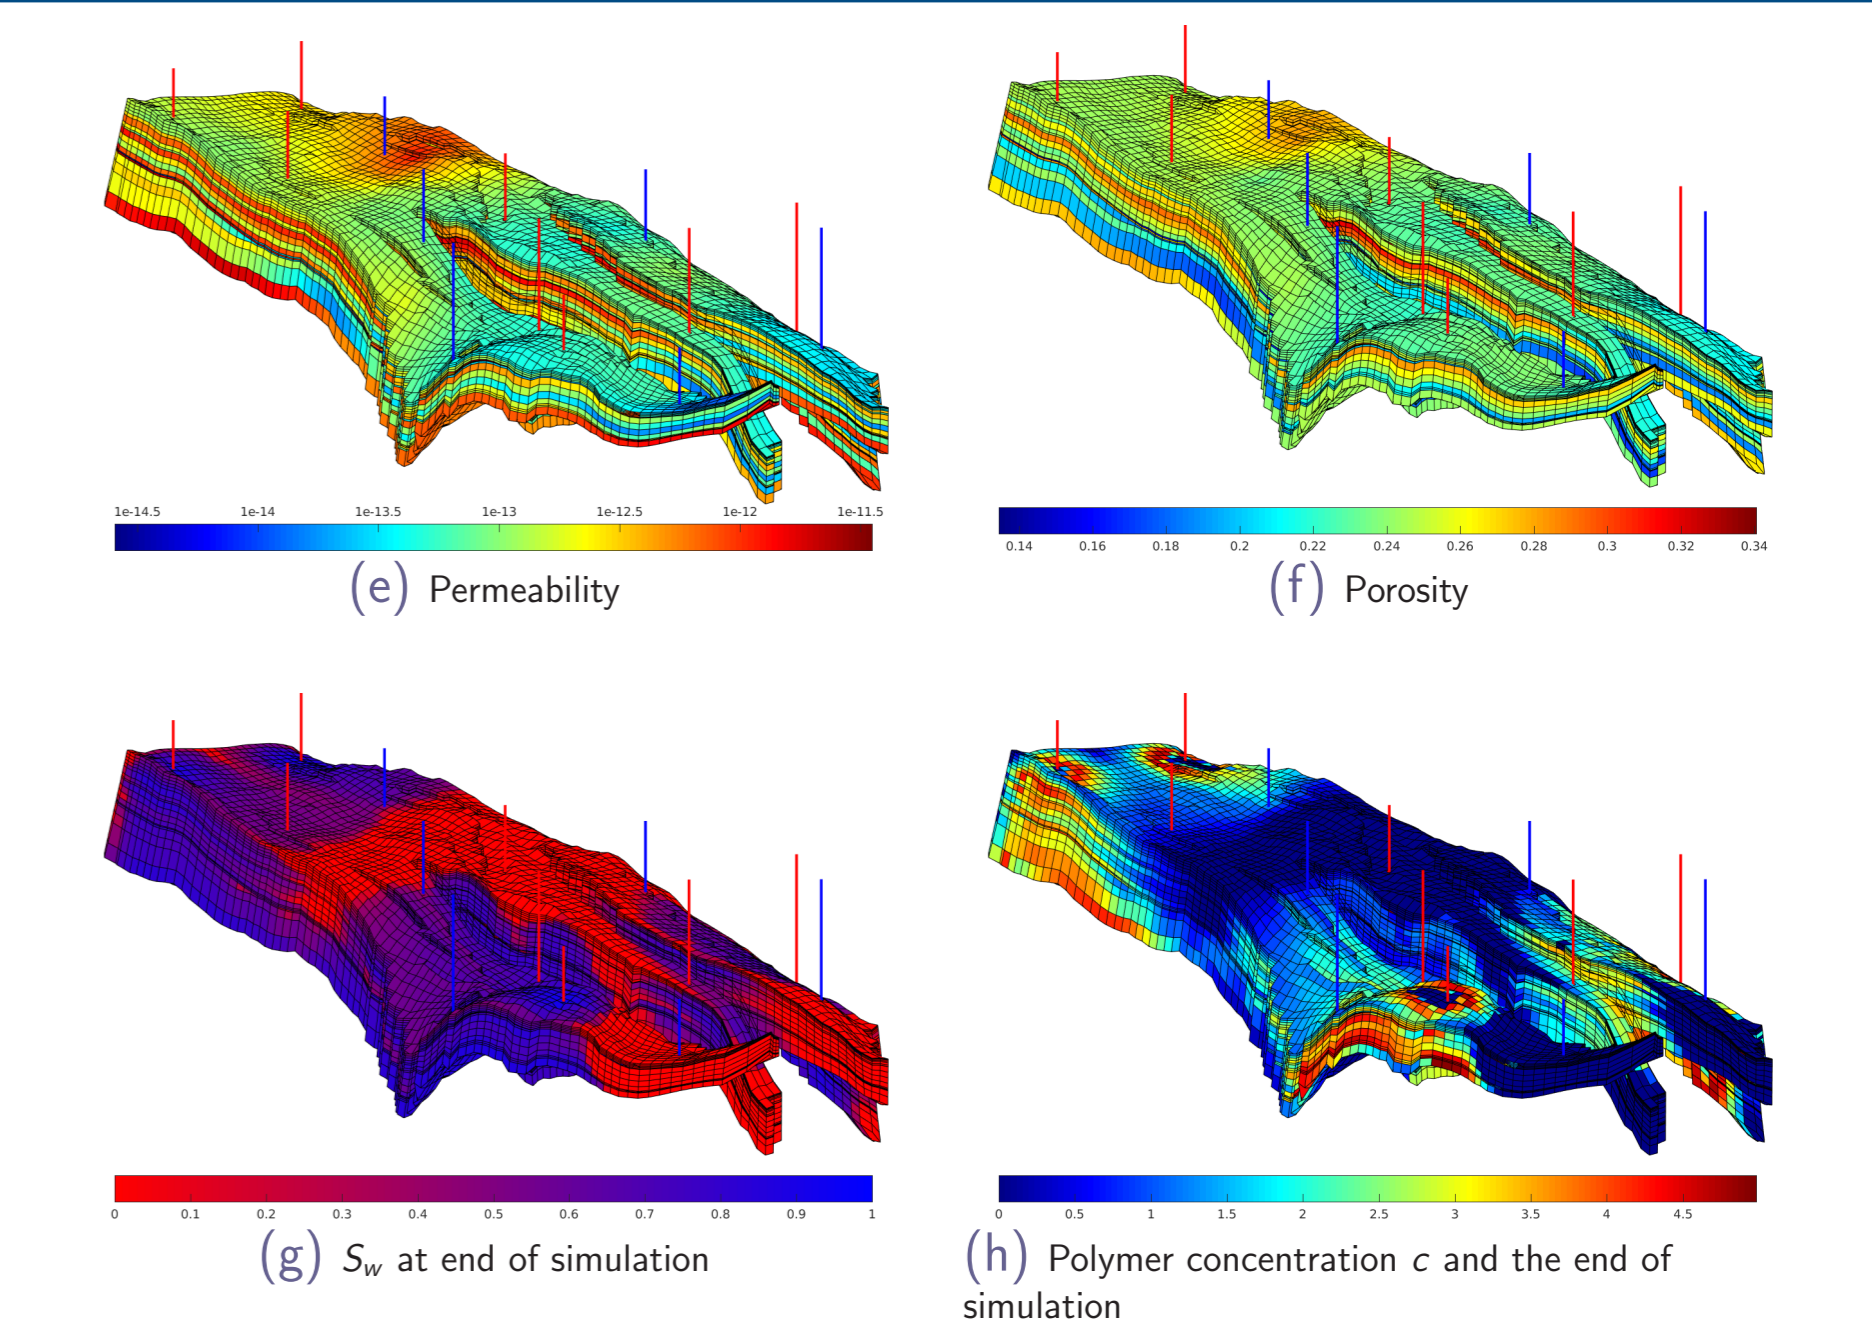 1e-14.5 1e-14 1e-13.5 1e-13 1e-12.5 1e-12 1e-11.5
(e) Permeability
0.14 0.16 0.18 0.2 0.22 0.24 0.26 0.28 0.3 0.32 0.34
(f) Porosity
0 0.1 0.2 0.3 0.4 0.5 0.6 0.7 0.8 0.9 1
(g) Sw at end of simulation
0 0.5 1 1.5 2 2.5 3 3.5 4 4.5
(h) Polymer concentration c and the end of
simulation